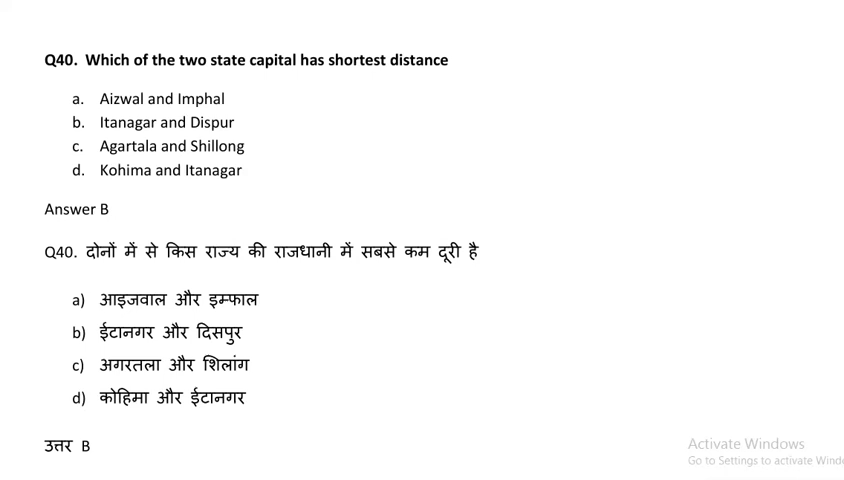 Q40. Which of the two state capital has shortest distance
a. Aizwal and Imphal
b. Itanagar and Dispur
c. Agartala and Shillong
d. Kohima and Itanagar
Answer B
Q40. दोनों में से किस राज्य की राजधानी में सबसे कम दूरी है
a) आइजवाल और इम्फाल
b) ईटानगर और दिसपुर
c) अगरतला और शिलांग
d) कोहिमा और ईटानगर
उत्तर B
Activate Windows
Go to Settings to activate Winde